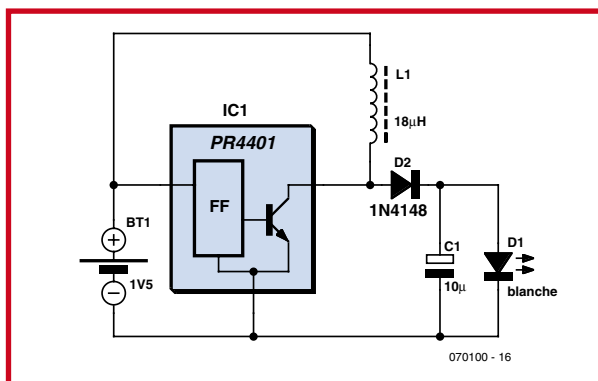 L1
18µH
IC1
PR4401
D2
1N4148
FF
BT1
+
1V5
−
C1
10µ
D1
blanche
070100 - 16